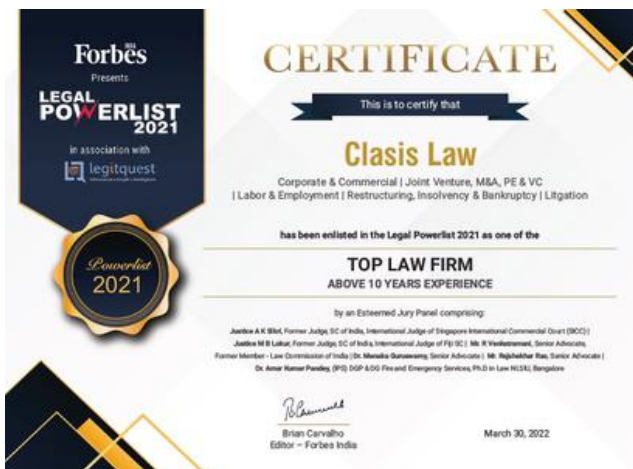 Forbes
INDIA
Presents
LEGAL
POWERLIST
2021
in association with
legitquest
Powerlist
2021
CERTIFICATE
This is to certify that
Clasis Law
Corporate & Commercial | Joint Venture, M&A, PE & VC
| Labor & Employment | Restructuring, Insolvency & Bankruptcy | Litgation
has been enlisted in the Legal Powerlist 2021 as one of the
TOP LAW FIRM
ABOVE 10 YEARS EXPERIENCE
by an Esteemed Jury Panel comprising:
Justice A K Sikri, Former Judge, SC of India, International Judge of Singapore International Commercial Court (SICC) |
Justice M B Lokur, Former Judge, SC of India, International Judge of Fiji SC | Mr. R Venkatramani, Senior Advocate,
Former Member - Law Commission of India | Dr. Menaka Guruswamy, Senior Advocate | Mr. Rajshekhar Rao, Senior Advocate |
Dr. Amar Kumar Pandey, (IPS) DGP & DG Fire and Emergency Services, Ph.D in Law NLSIU, Bangalore
Brian Carvalho
Editor – Forbes India
March 30, 2022